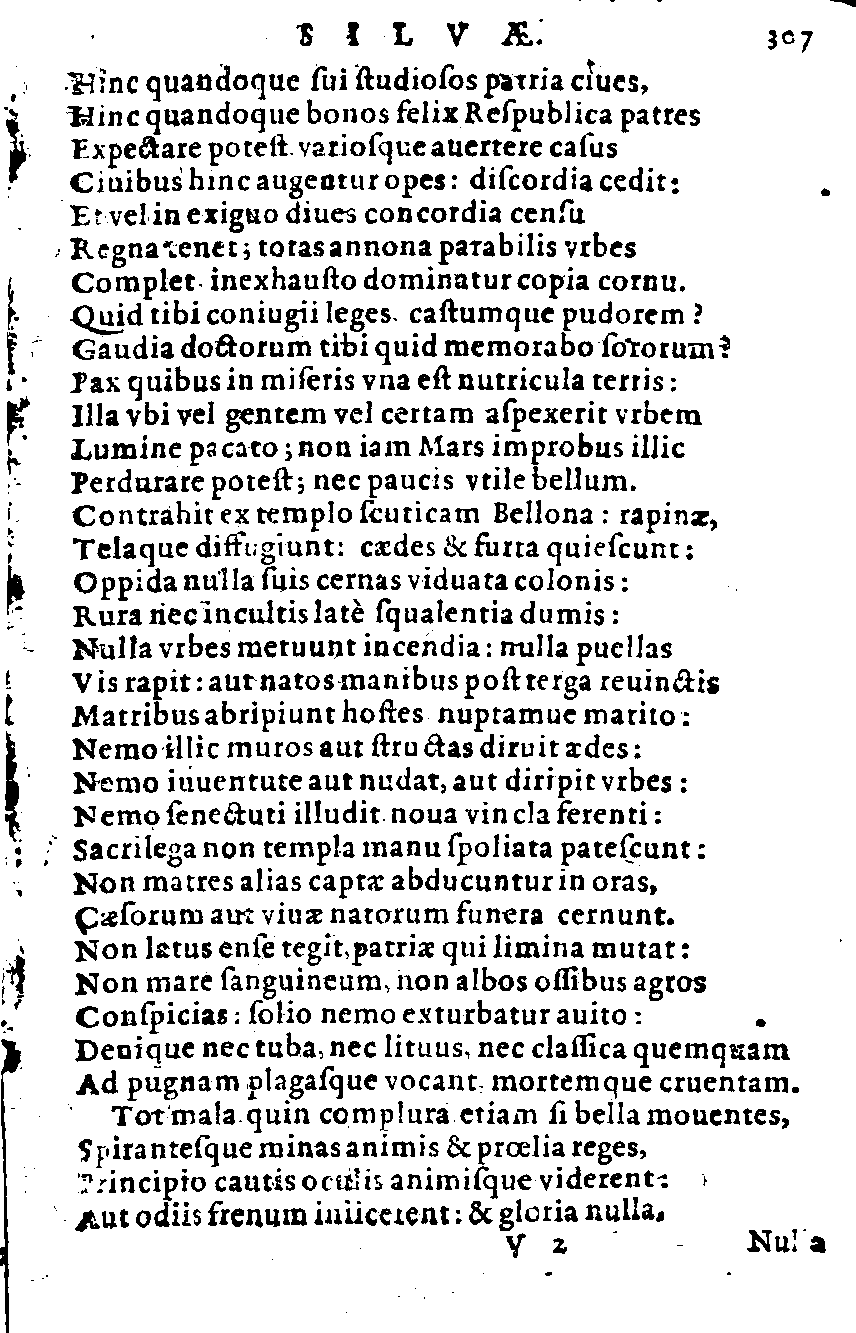 SILVÆ. 307
Hinc quandoque ſui ſtudioſos patria ciues,
Hinc quandoque bonos felix Reſpublica patres
Expectare poteſt. varioſque auertere caſus
Ciuibus hinc augentur opes: diſcordia cedit:
Et vel in exiguo diues concordia cenſu
Regna tenet; totas annona parabilis vrbes
Complet. inexhauſto dominatur copia cornu.
Quid tibi coniugii leges. caſtumque pudorem?
Gaudia doctorum tibi quid memorabo ſororum?
Pax quibus in miſeris vna eſt nutricula terris:
Illa vbi vel gentem vel certam aſpexerit vrbem
Lumine pacato; non iam Mars improbus illic
Perdurare poteſt; nec paucis vtile bellum.
Contrahit ex templo ſcuticam Bellona: rapinæ,
Telaque diffugiunt: cædes & furta quieſcunt:
Oppida nulla ſuis cernas viduata colonis:
Rura nec incultis latè ſqualentia dumis:
Nulla vrbes metuunt incendia: nulla puellas
Vis rapit: aut natos manibus poſt terga reuinctis
Matribus abripiunt hoſtes nuptamue marito:
Nemo illic muros aut ſtructas diruit ædes:
Nemo iuuentute aut nudat, aut diripit vrbes:
Nemo ſenectuti illudit. noua vincla ferenti:
Sacrilega non templa manu ſpoliata pateſcunt:
Non matres alias captæ abducuntur in oras,
Cæſorum aut viuæ natorum funera cernunt.
Non latus enſe tegit, patriæ qui limina mutat:
Non mare ſanguineum, non albos oſſibus agros
Conſpicias: ſolio nemo exturbatur auito:
Denique nec tuba, nec lituus, nec claſſica quemquam
Ad pugnam plagaſque vocant, mortemque cruentam.
Tot mala quin complura etiam ſi bella mouentes,
Spiranteſque minas animis & prœlia reges,
Principio cautis oculis animiſque viderent:
Aut odiis frenum iniicerent: & gloria nulla,
V 2 Nulla